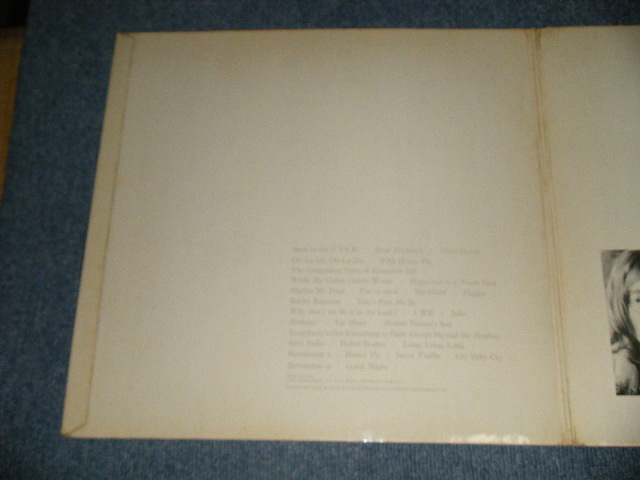 Back in the U.S.S.R. Dear Prudence Glass Onion
Ob-La-Di, Ob-La-Da Wild Honey Pie
The Continuing Story of Bungalow Bill
While My Guitar Gently Weeps Happiness is a Warm Gun
Martha My Dear I'm so tired Blackbird Piggies
Rocky Raccoon Don't Pass Me By
Why don't we do it in the road? I Will Julia
Birthday Yer Blues Mother Nature's Son
Everybody's Got Something to Hide Except Me and My Monkey
Sexy Sadie Helter Skelter Long, Long, Long
Revolution 1 Honey Pie Savoy Truffle Cry Baby Cry
Revolution 9 Good Night